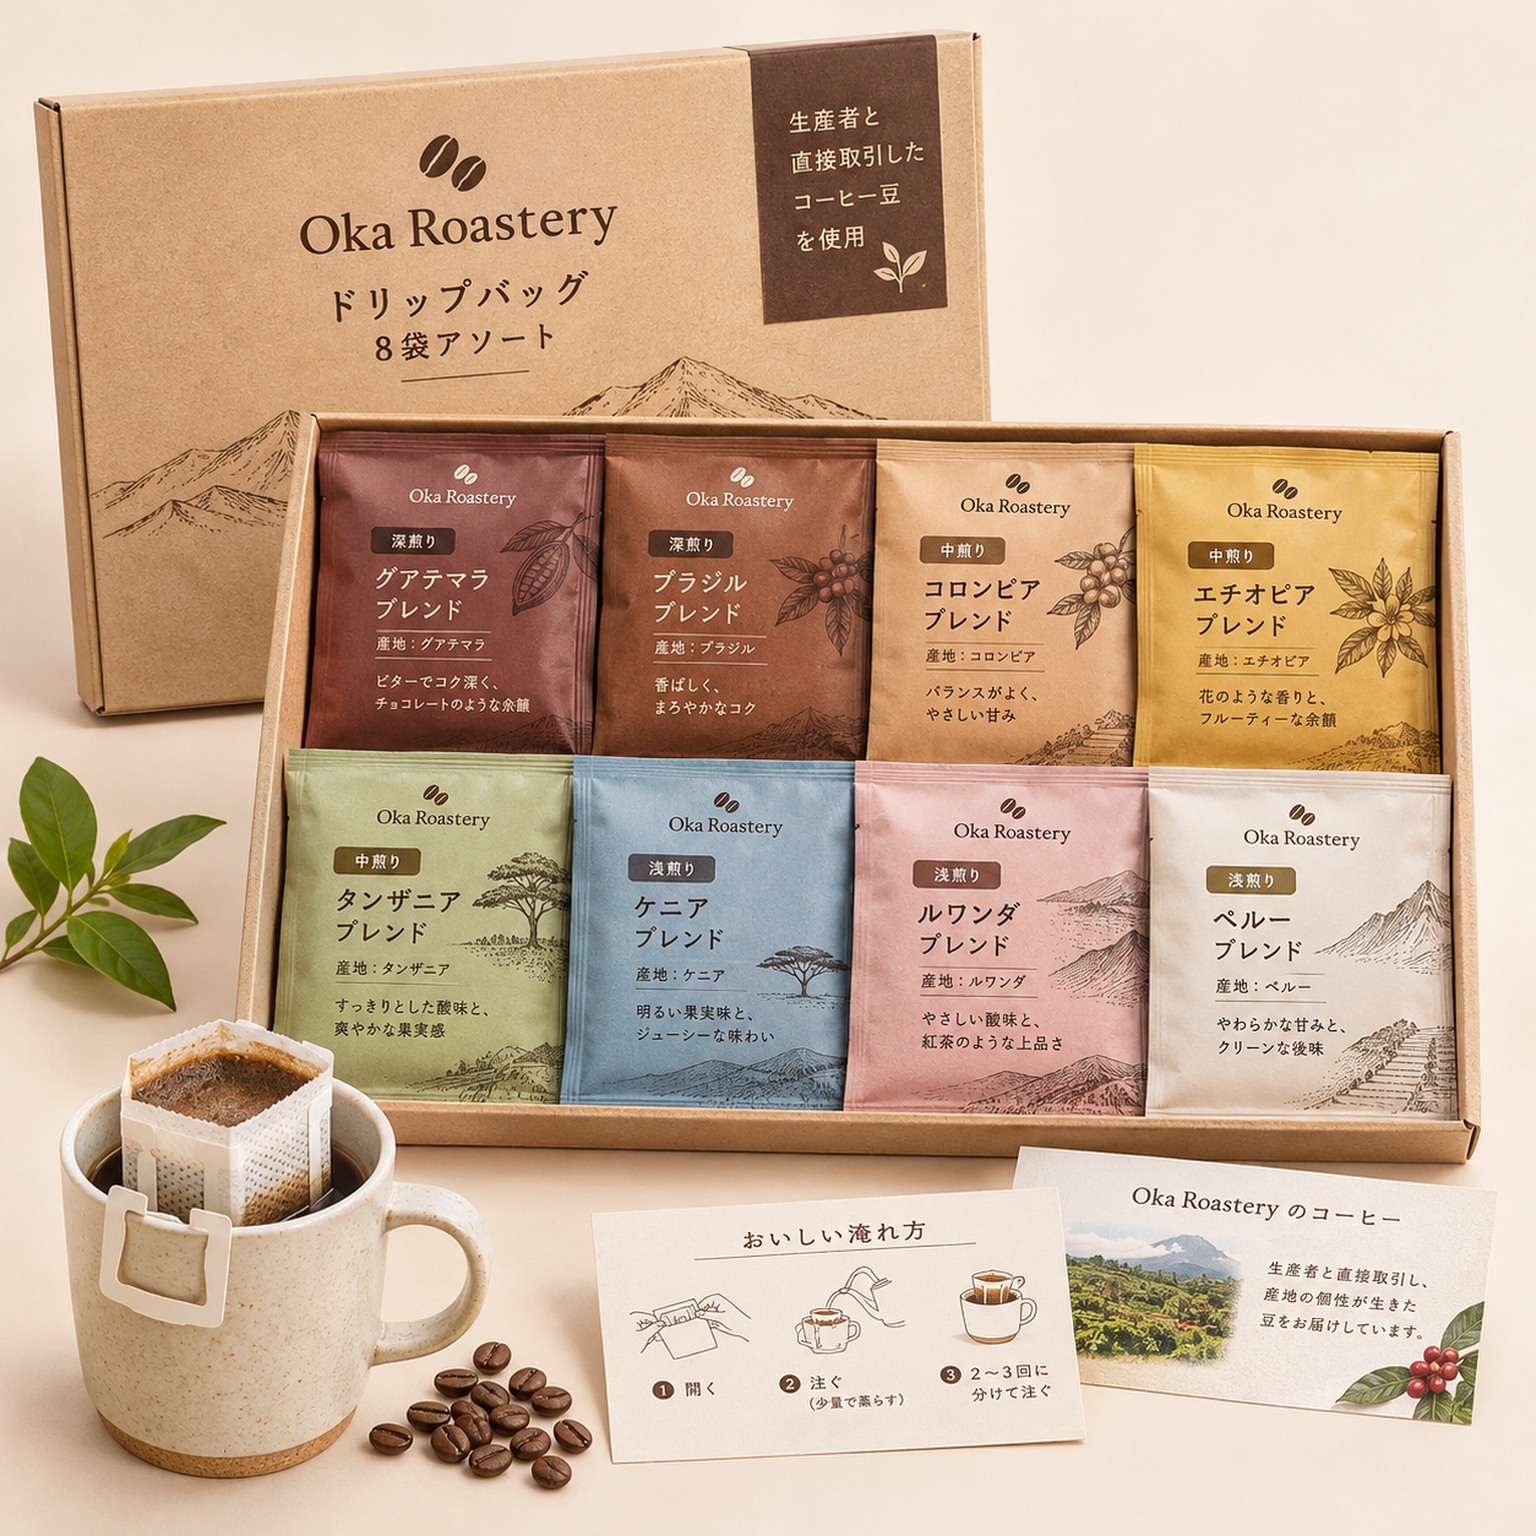 Oka Roastery
ドリップバッグ
8袋アソート
生産者と
直接取引した
コーヒー豆
を使用
Oka Roastery
深煎り
グアテマラ
ブレンド
産地：グアテマラ
ビターでコク深く、
チョコレートのような余韻
Oka Roastery
深煎り
ブラジル
ブレンド
産地：ブラジル
香ばしく、
まろやかなコク
Oka Roastery
中煎り
コロンビア
ブレンド
産地：コロンビア
バランスがよく、
やさしい甘み
Oka Roastery
中煎り
エチオピア
ブレンド
産地：エチオピア
花のような香りと、
フルーティーな余韻
Oka Roastery
中煎り
タンザニア
ブレンド
産地：タンザニア
すっきりとした酸味と、
爽やかな果実感
Oka Roastery
浅煎り
ケニア
ブレンド
産地：ケニア
明るい果実味と、
ジューシーな味わい
Oka Roastery
浅煎り
ルワンダ
ブレンド
産地：ルワンダ
やさしい酸味と、
紅茶のような上品さ
Oka Roastery
浅煎り
ペルー
ブレンド
産地：ペルー
やわらかな甘みと、
クリーンな後味
おいしい淹れ方
1 開く
2 注ぐ
(少量で蒸らす)
3 2〜3回に
分けて注ぐ
Oka Roastery のコーヒー
生産者と直接取引し、
産地の個性が生きた
豆をお届けしています。